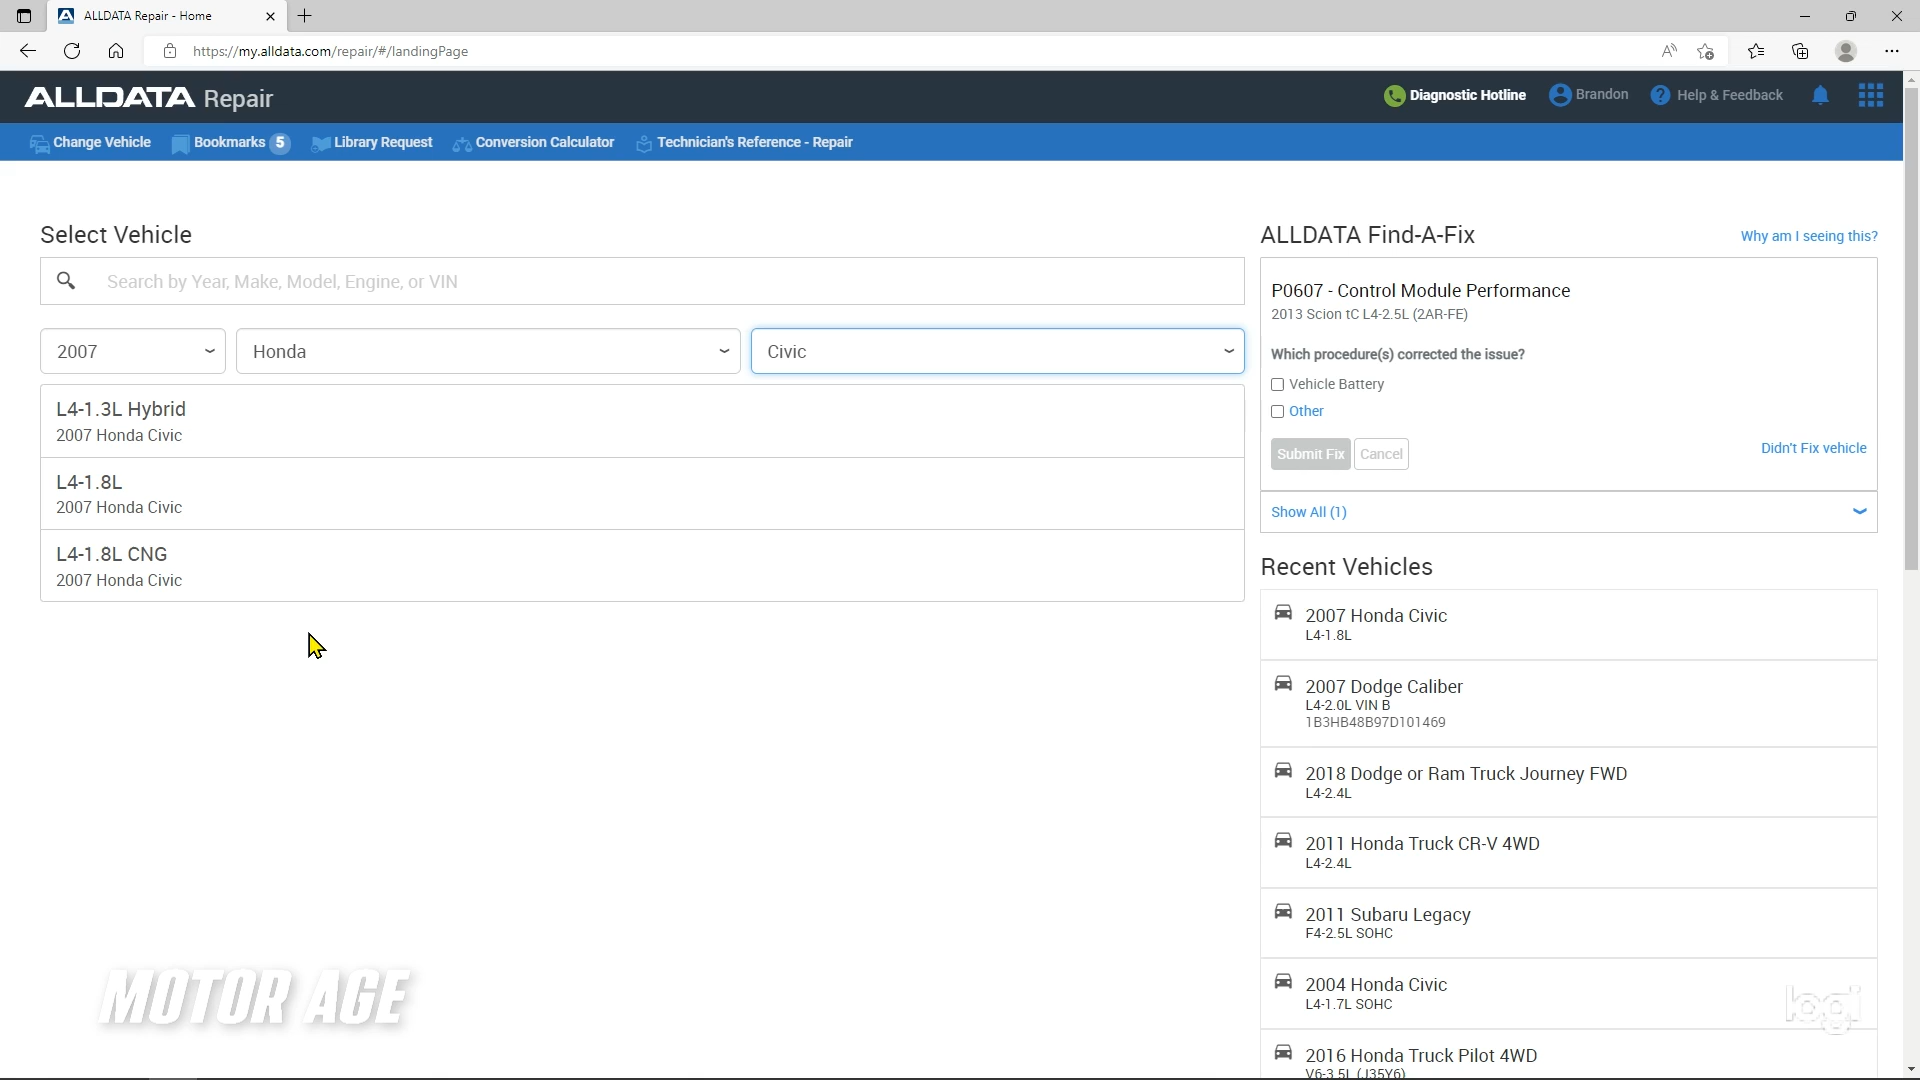 ALLDATA Repair - Home
https://my.alldata.com/repair/#/landingPage
ALLDATA Repair
Diagnostic Hotline
Brandon
Help & Feedback
Change Vehicle
Bookmarks 5
Library Request
Conversion Calculator
Technician's Reference - Repair
Select Vehicle
Search by Year, Make, Model, Engine, or VIN
2007
Honda
Civic
L4-1.3L Hybrid
2007 Honda Civic
L4-1.8L
2007 Honda Civic
L4-1.8L CNG
2007 Honda Civic
ALLDATA Find-A-Fix
Why am I seeing this?
P0607 - Control Module Performance
2013 Scion tC L4-2.5L (2AR-FE)
Which procedure(s) corrected the issue?
Vehicle Battery
Other
Submit Fix
Cancel
Didn't Fix vehicle
Show All (1)
Recent Vehicles
2007 Honda Civic
L4-1.8L
2007 Dodge Caliber
L4-2.0L VIN B
1B3HB48B97D101469
2018 Dodge or Ram Truck Journey FWD
L4-2.4L
2011 Honda Truck CR-V 4WD
L4-2.4L
2011 Subaru Legacy
F4-2.5L SOHC
2004 Honda Civic
L4-1.7L SOHC
2016 Honda Truck Pilot 4WD
V6-3.5L (J35Y6)
MOTOR AGE
logi